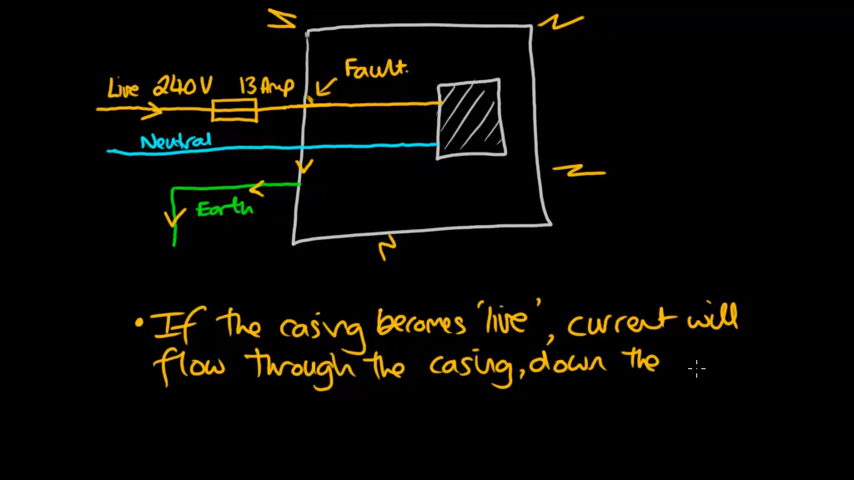 Fault.
Live 240V 13 Amp
Neutral
Earth
• If the casing becomes 'live', current will
flow through the casing, down the